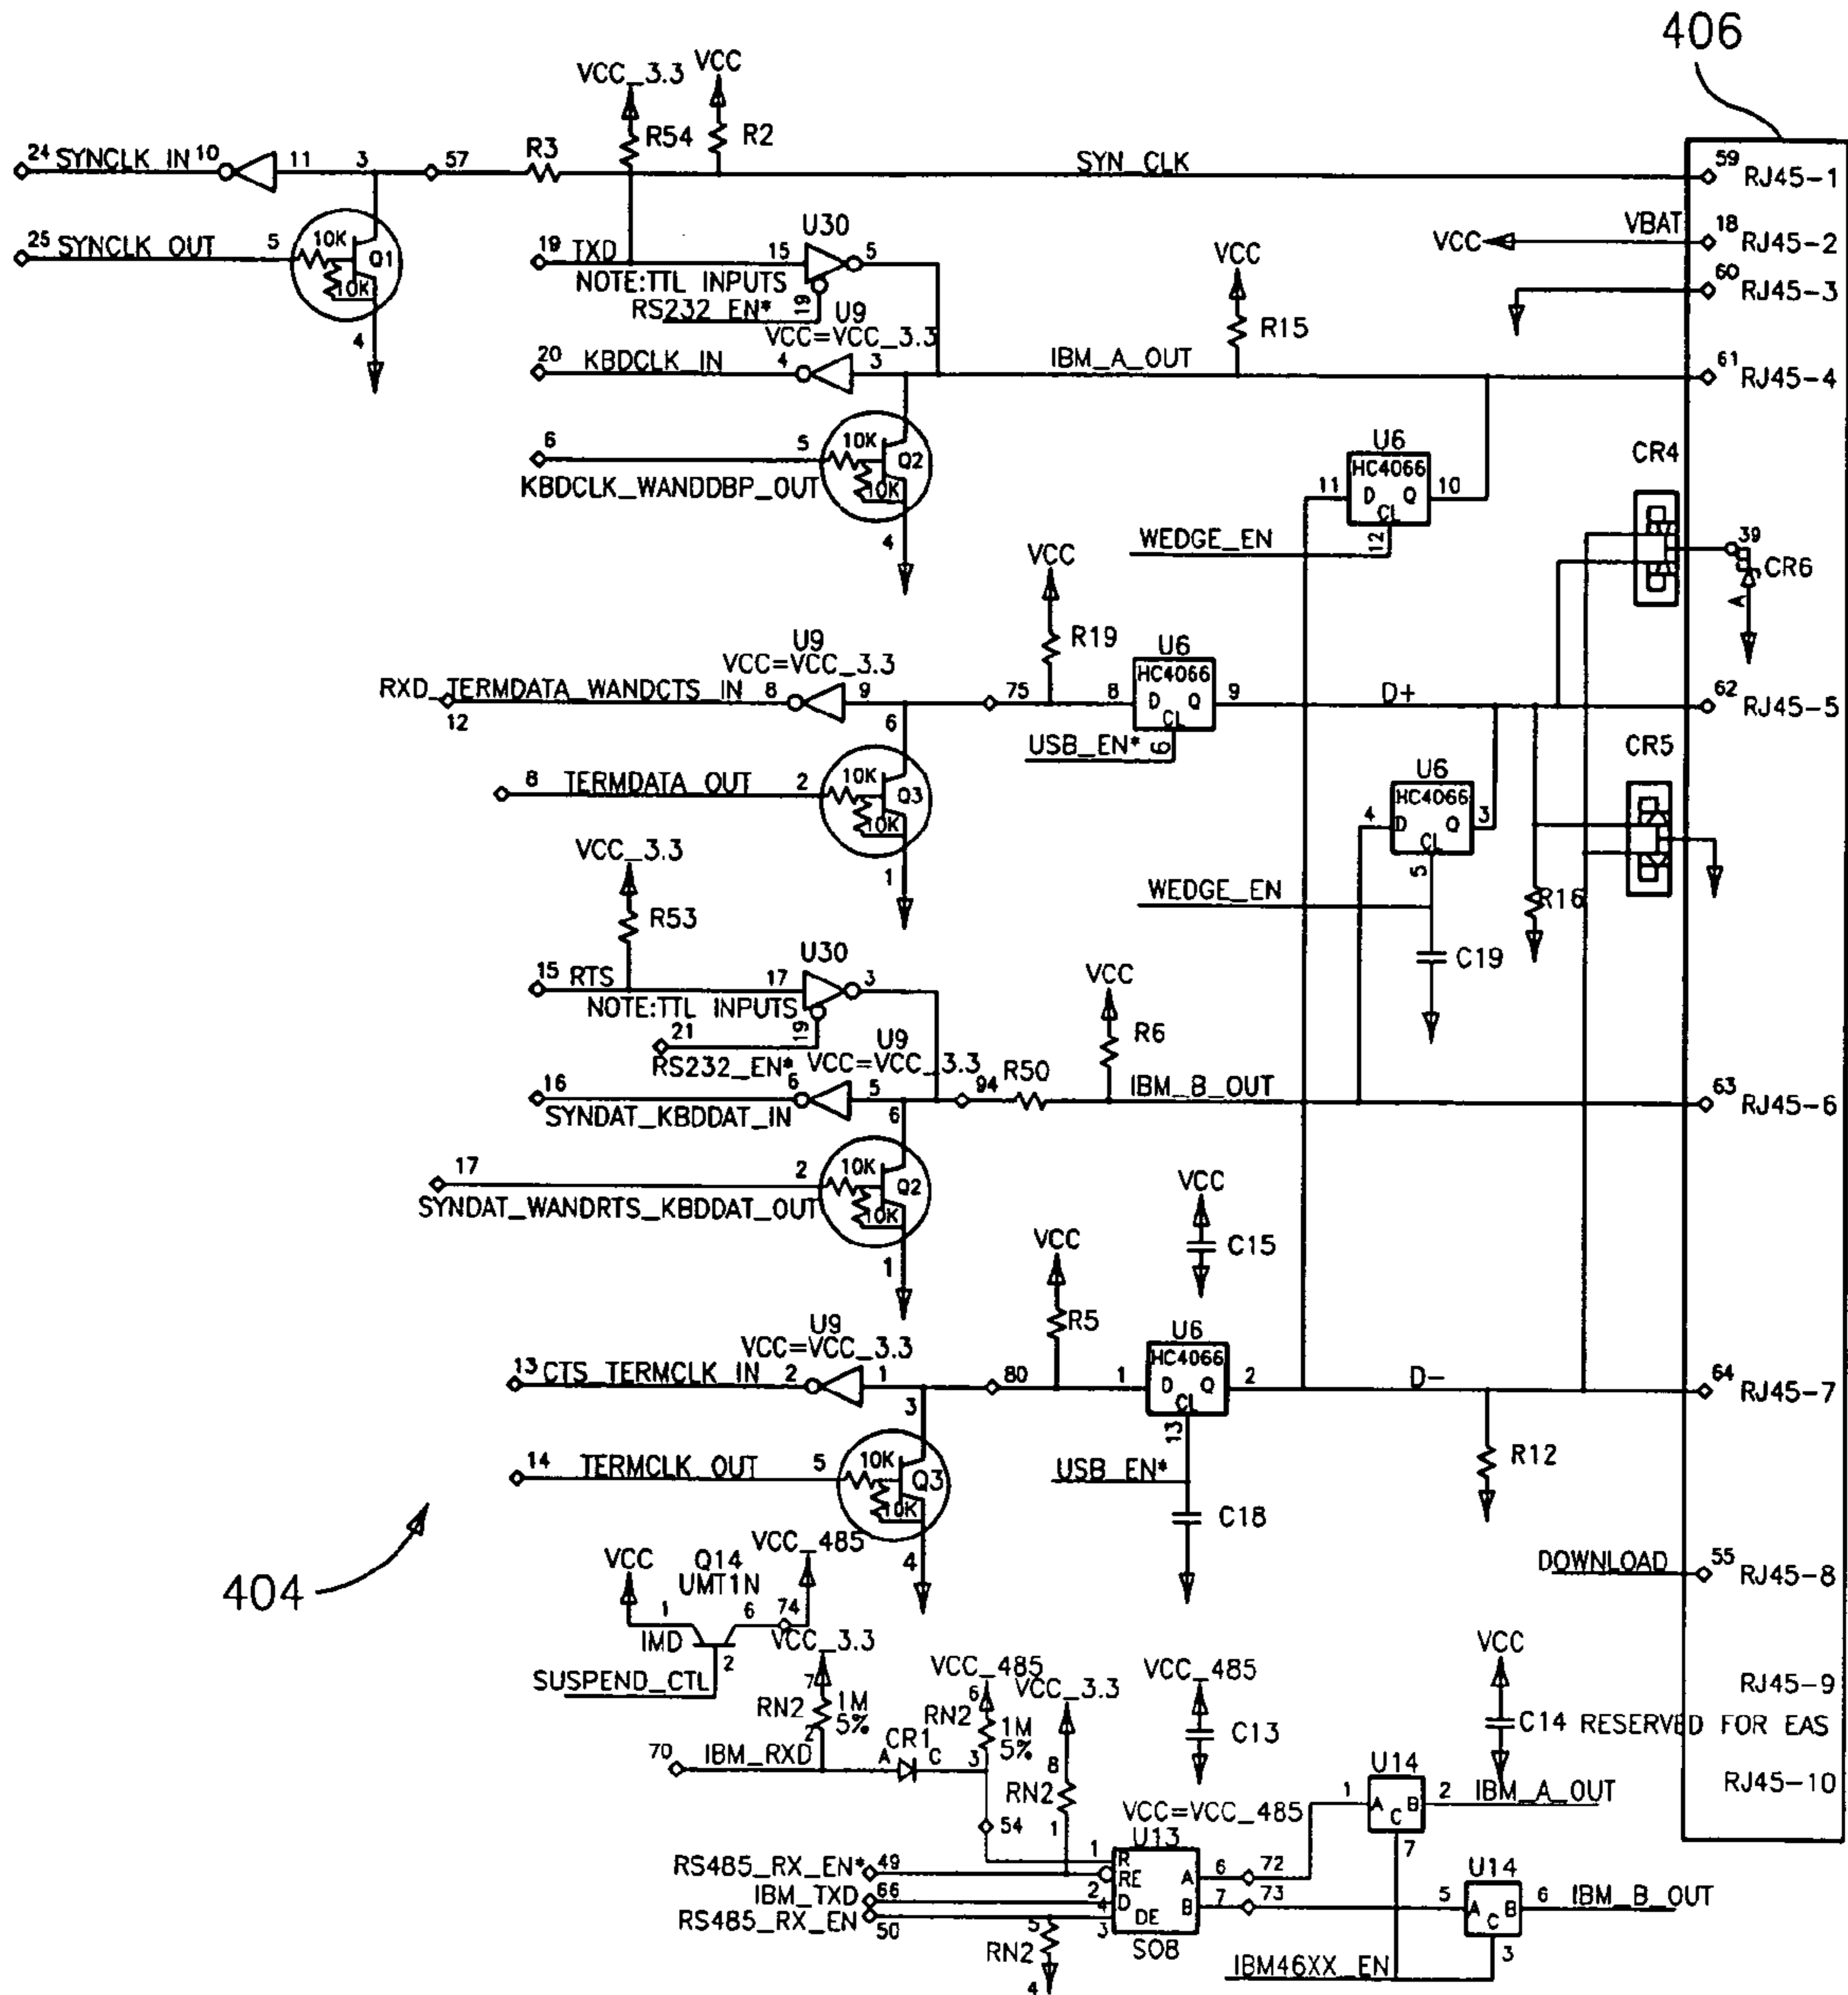 406
VCC_3.3
VCC
R54
R2
24 SYNCLK_IN 10
11
3
57
R3
SYN_CLK
59 RJ45-1
25 SYNCLK_OUT
5
10K
Q1
10K
4
19 TXD
15
U30
5
NOTE:TTL INPUTS
RS232_EN*
19
VCC
VBAT
18 RJ45-2
60 RJ45-3
U9
VCC=VCC_3.3
20 KBDCLK_IN
4
3
IBM_A_OUT
VCC
R15
61 RJ45-4
6
KBDCLK_WANDDBP_OUT
5
10K
Q2
10K
4
U6
HC4066
11
D Q
10
CL
12
WEDGE_EN
CR4
39
CR6
A
VCC
R19
U9
VCC=VCC_3.3
RXD_TERMDATA_WANDCTS_IN
12
8
9
6
75
U6
HC4066
8
D Q
9
CL
6
USB_EN*
D+
62 RJ45-5
8 TERMDATA_OUT
2
10K
Q3
10K
1
U6
HC4066
4
D Q
3
CL
5
WEDGE_EN
CR5
R16
C19
VCC_3.3
R53
15 RTS
17
U30
3
NOTE:TTL INPUTS
21
19
RS232_EN*
U9
VCC=VCC_3.3
16
SYNDAT_KBDDAT_IN
6
5
6
94
R50
VCC
R6
IBM_B_OUT
63 RJ45-6
17
SYNDAT_WANDRTS_KBDDAT_OUT
2
10K
Q2
10K
1
VCC
C15
VCC
R5
U9
VCC=VCC_3.3
13 CTS_TERMCLK_IN
2
1
3
80
U6
HC4066
1
D Q
2
CL
13
USB_EN*
C18
D-
64 RJ45-7
R12
14 TERMCLK_OUT
5
10K
Q3
10K
4
404
VCC
Q14
UMT1N
VCC_485
1
6
74
IMD
2
SUSPEND_CTL
DOWNLOAD
55 RJ45-8
VCC_3.3
7
RN2
1M
5%
2
70 IBM_RXD
A
CR1
C
3
VCC_485
6
RN2
1M
5%
VCC_3.3
8
RN2
1
54
VCC_485
C13
VCC
C14
RJ45-9
RESERVED FOR EAS
RJ45-10
VCC=VCC_485
U13
1
R
RS485_RX_EN* 49
RE
2
IBM_TXD 66
D
4
RS485_RX_EN
50
3
DE
SO8
A
6
72
B
7
73
5
RN2
4
U14
1
A B
C
2
IBM_A_OUT
7
U14
5
A B
C
6
IBM_B_OUT
3
IBM46XX_EN